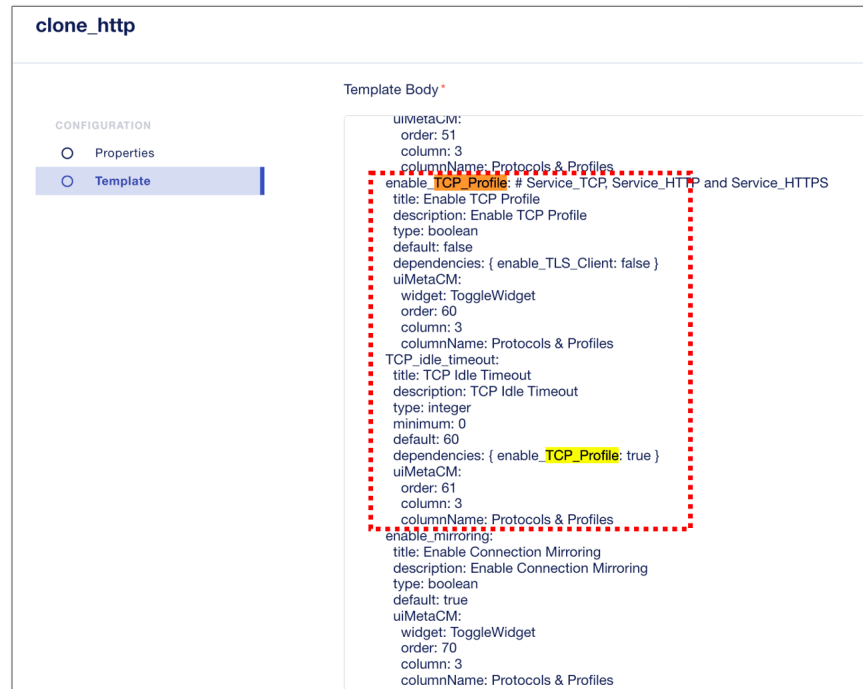 clone_http
CONFIGURATION
Properties
Template
Template Body*
uiMetaCM:
order: 51
column: 3
columnName: Protocols & Profiles
enable_TCP_Profile: # Service_TCP, Service_HTTP and Service_HTTPS
title: Enable TCP Profile
description: Enable TCP Profile
type: boolean
default: false
dependencies: { enable_TLS_Client: false }
uiMetaCM:
widget: ToggleWidget
order: 60
column: 3
columnName: Protocols & Profiles
TCP_idle_timeout:
title: TCP Idle Timeout
description: TCP Idle Timeout
type: integer
minimum: 0
default: 60
dependencies: { enable_TCP_Profile: true }
uiMetaCM:
order: 61
column: 3
columnName: Protocols & Profiles
enable_mirroring:
title: Enable Connection Mirroring
description: Enable Connection Mirroring
type: boolean
default: true
uiMetaCM:
widget: ToggleWidget
order: 70
column: 3
columnName: Protocols & Profiles